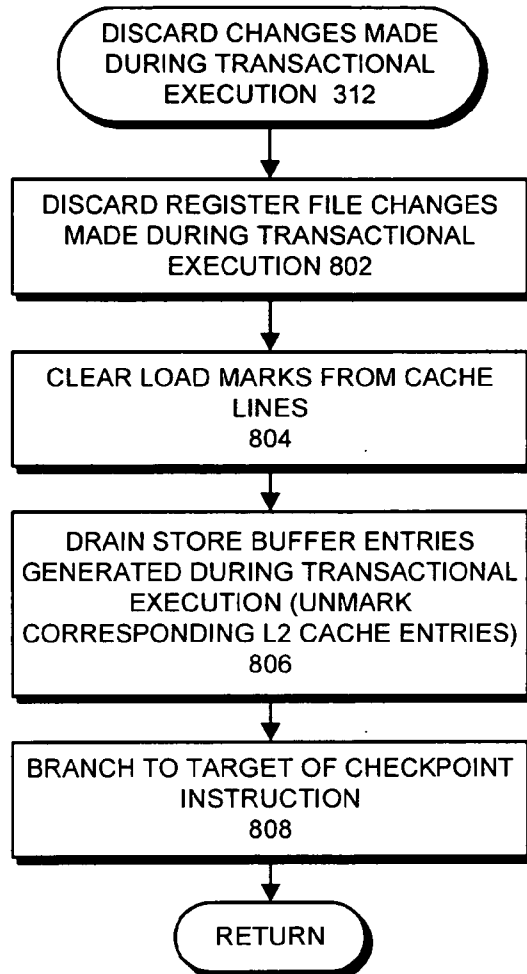 DISCARD CHANGES MADE
DURING TRANSACTIONAL
EXECUTION 312
DISCARD REGISTER FILE CHANGES
MADE DURING TRANSACTIONAL
EXECUTION 802
CLEAR LOAD MARKS FROM CACHE
LINES
804
DRAIN STORE BUFFER ENTRIES
GENERATED DURING TRANSACTIONAL
EXECUTION (UNMARK
CORRESPONDING L2 CACHE ENTRIES)
806
BRANCH TO TARGET OF CHECKPOINT
INSTRUCTION
808
RETURN